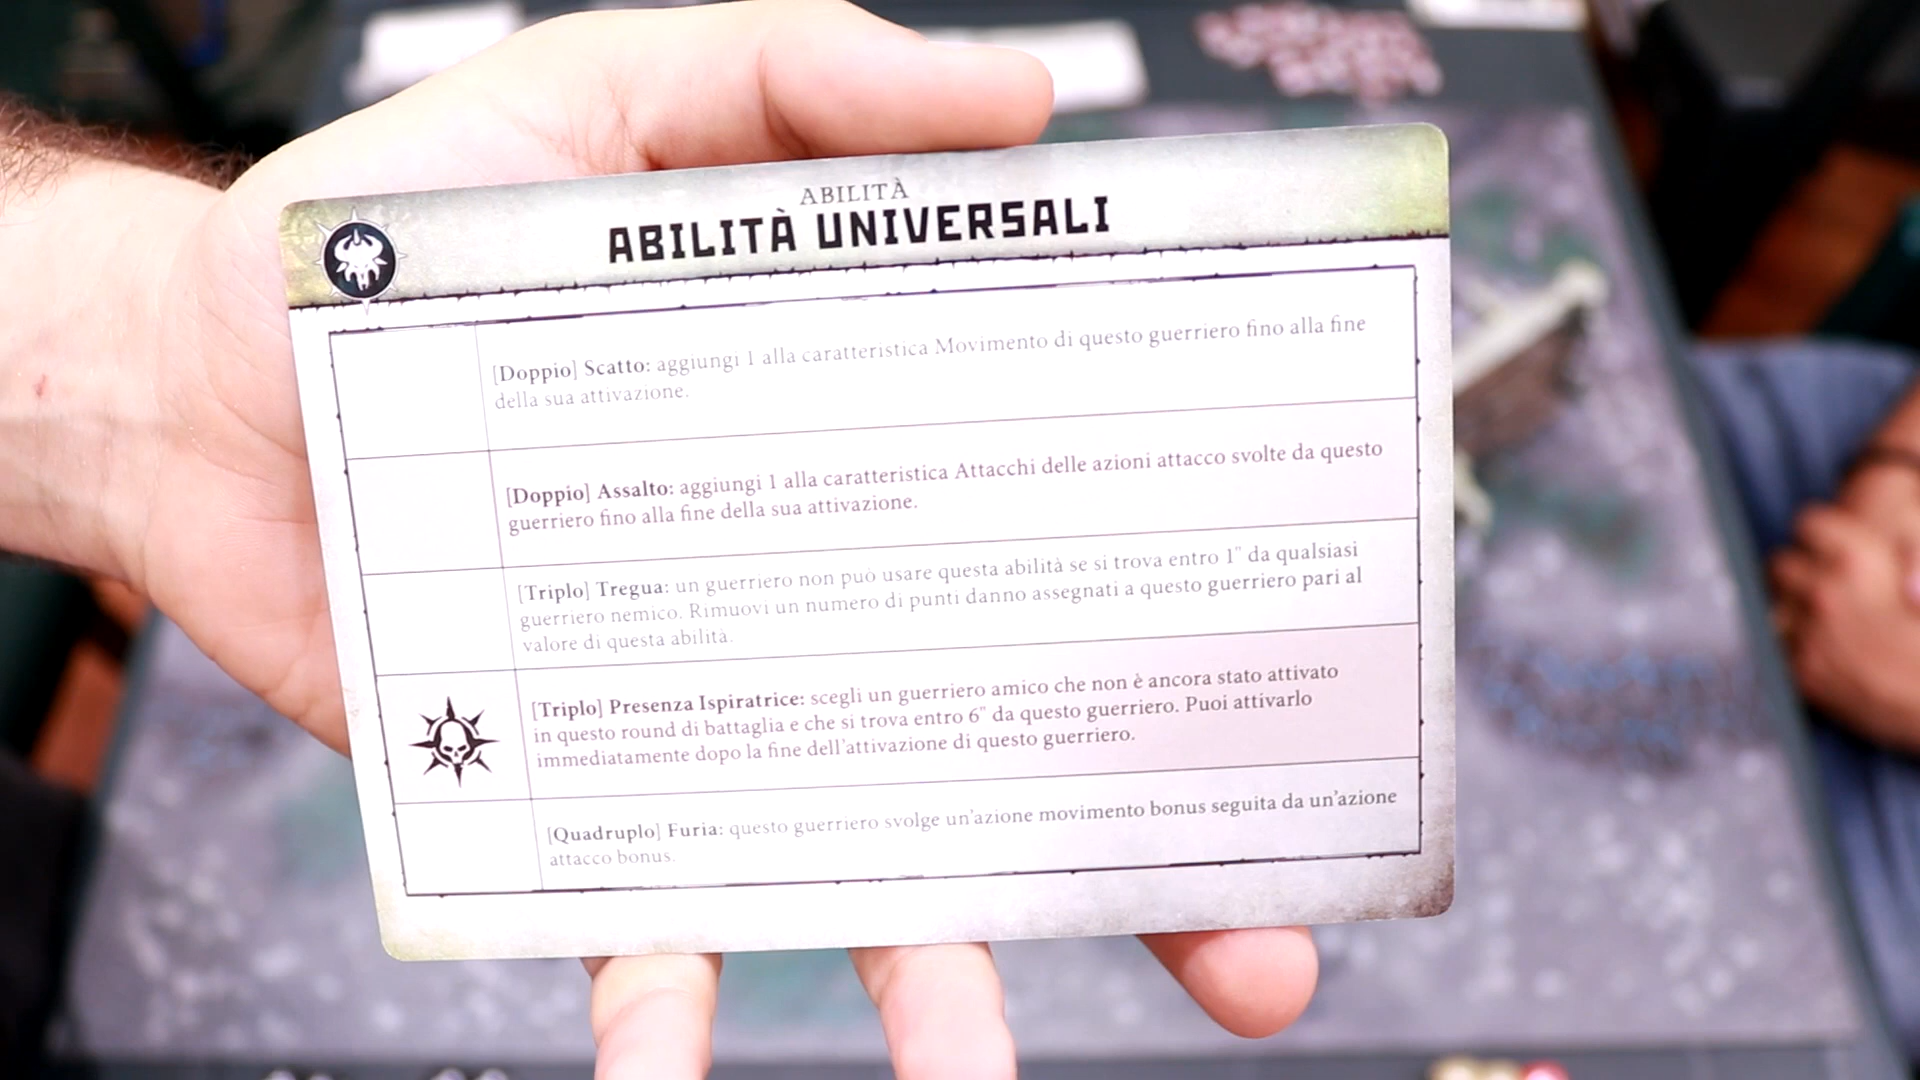 ABILITÀ
ABILITÀ UNIVERSALI
[Doppio] Scatto: aggiungi 1 alla caratteristica Movimento di questo guerriero fino alla fine
della sua attivazione.
[Doppio] Assalto: aggiungi 1 alla caratteristica Attacchi delle azioni attacco svolte da questo
guerriero fino alla fine della sua attivazione.
[Triplo] Tregua: un guerriero non può usare questa abilità se si trova entro 1" da qualsiasi
guerriero nemico. Rimuovi un numero di punti danno assegnati a questo guerriero pari al
valore di questa abilità.
[Triplo] Presenza Ispiratrice: scegli un guerriero amico che non è ancora stato attivato
in questo round di battaglia e che si trova entro 6" da questo guerriero. Puoi attivarlo
immediatamente dopo la fine dell'attivazione di questo guerriero.
[Quadruplo] Furia: questo guerriero svolge un'azione movimento bonus seguita da un'azione
attacco bonus.